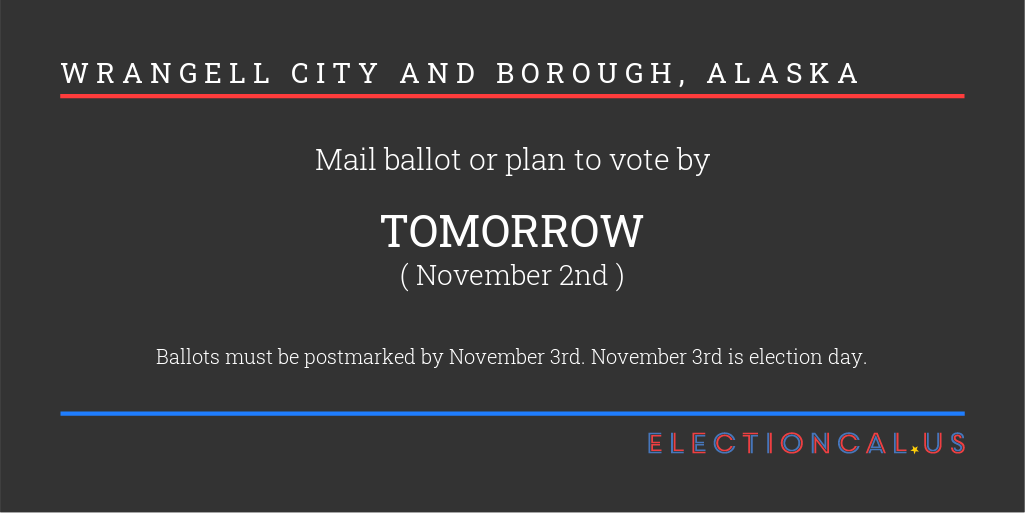 WRANGELL CITY AND BOROUGH, ALASKA
Mail ballot or plan to vote by
TOMORROW
( November 2nd )
Ballots must be postmarked by November 3rd. November 3rd is election day.
ELECTIONCAL.US